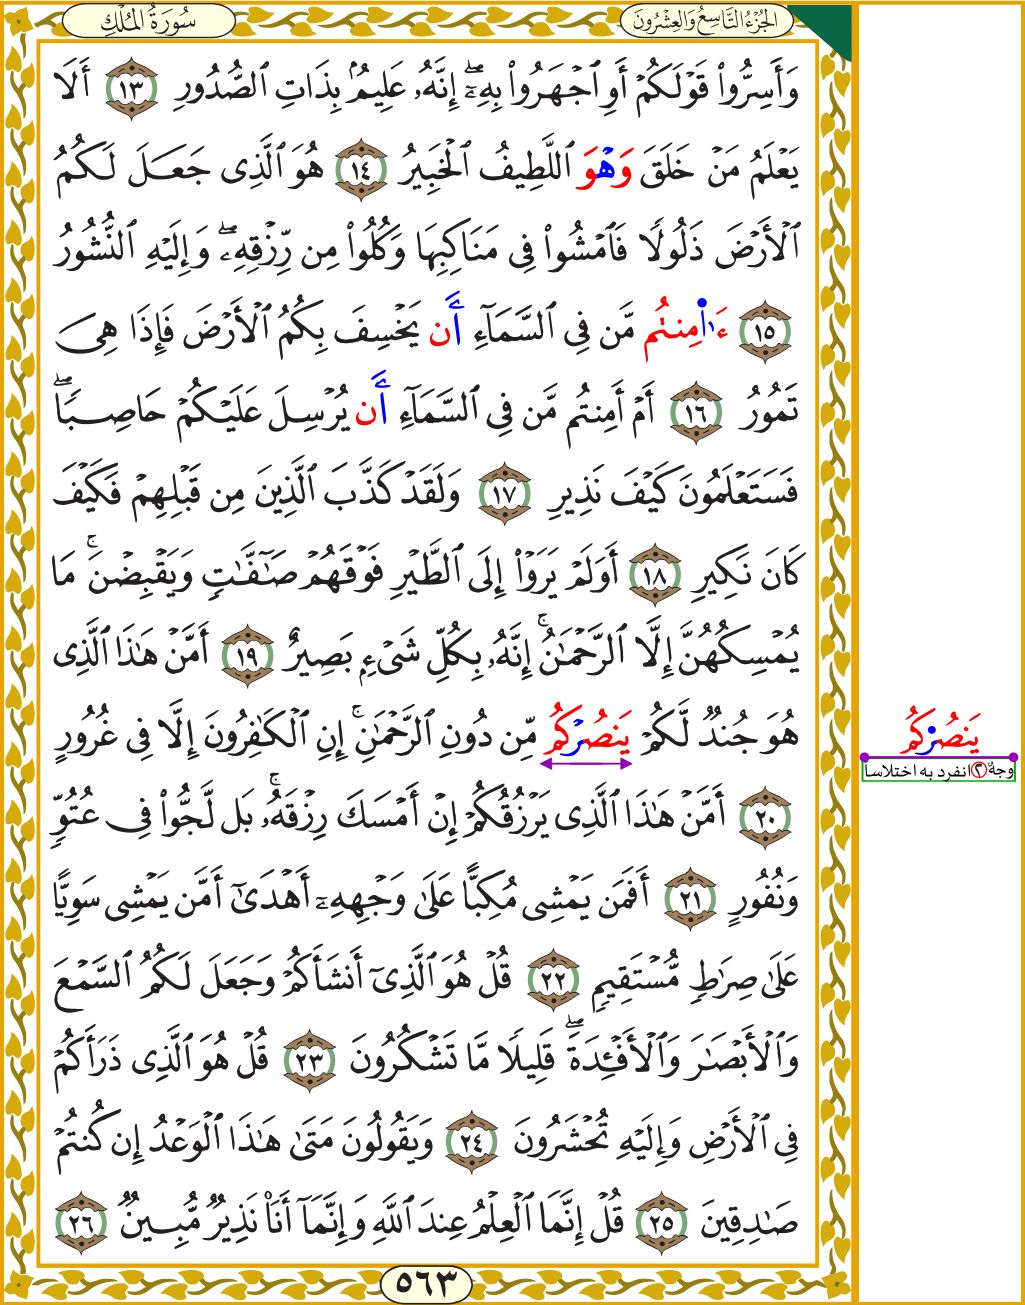 سُورَةُ المُلْكِ
الجُزْءُ التَّاسِعُ وَالعِشْرُونَ
وَأَسِرُّوا۟ قَوْلَكُمْ أَوِ ٱجْهَرُوا۟ بِهِۦٓۖ إِنَّهُۥ عَلِيمُۢ بِذَاتِ ٱلصُّدُورِ ١٣ أَلَا
يَعْلَمُ مَنْ خَلَقَ وَهْوَ ٱللَّطِيفُ ٱلْخَبِيرُ ١٤ هُوَ ٱلَّذِى جَعَلَ لَكُمُ
ٱلْأَرْضَ ذَلُولًا فَٱمْشُوا۟ فِى مَنَاكِبِهَا وَكُلُوا۟ مِن رِّزْقِهِۦۖ وَإِلَيْهِ ٱلنُّشُورُ
١٥ ءَا۬مِنتُم مَّن فِى ٱلسَّمَآءِ أَن يَخْسِفَ بِكُمُ ٱلْأَرْضَ فَإِذَا هِىَ
تَمُورُ ١٦ أَمْ أَمِنتُم مَّن فِى ٱلسَّمَآءِ أَن يُرْسِلَ عَلَيْكُمْ حَاصِبًاۖ
فَسَتَعْلَمُونَ كَيْفَ نَذِيرِ ١٧ وَلَقَدْ كَذَّبَ ٱلَّذِينَ مِن قَبْلِهِمْ فَكَيْفَ
كَانَ نَكِيرِ ١٨ أَوَلَمْ يَرَوْا۟ إِلَى ٱلطَّيْرِ فَوْقَهُمْ صَٰٓفَّٰتٍ وَيَقْبِضْنَۚ مَا
يُمْسِكُهُنَّ إِلَّا ٱلرَّحْمَٰنُۚ إِنَّهُۥ بِكُلِّ شَىْءِۭ بَصِيرٌ ١٩ أَمَّنْ هَٰذَا ٱلَّذِى
هُوَ جُندٌ لَّكُمْ يَنصُرْكُم مِّن دُونِ ٱلرَّحْمَٰنِۚ إِنِ ٱلْكَٰفِرُونَ إِلَّا فِى غُرُورٍ
٢٠ أَمَّنْ هَٰذَا ٱلَّذِى يَرْزُقُكُمْ إِنْ أَمْسَكَ رِزْقَهُۥۚ بَل لَّجُّوا۟ فِى عُتُوٍّ
وَنُفُورٍ ٢١ أَفَمَن يَمْشِى مُكِبًّا عَلَىٰ وَجْهِهِۦٓ أَهْدَىٰٓ أَمَّن يَمْشِى سَوِيًّا
عَلَىٰ صِرَٰطٍ مُّسْتَقِيمٍ ٢٢ قُلْ هُوَ ٱلَّذِىٓ أَنشَأَكُمْ وَجَعَلَ لَكُمُ ٱلسَّمْعَ
وَٱلْأَبْصَٰرَ وَٱلْأَفْـِٔدَةَۖ قَلِيلًا مَّا تَشْكُرُونَ ٢٣ قُلْ هُوَ ٱلَّذِى ذَرَأَكُمْ
فِى ٱلْأَرْضِ وَإِلَيْهِ تُحْشَرُونَ ٢٤ وَيَقُولُونَ مَتَىٰ هَٰذَا ٱلْوَعْدُ إِن كُنتُمْ
صَٰدِقِينَ ٢٥ قُلْ إِنَّمَا ٱلْعِلْمُ عِندَ ٱللَّهِ وَإِنَّمَآ أَنَا۠ نَذِيرٌ مُّبِينٌ ٢٦
يَنصُرْكُم
وجهٌ ٢ انفرد به اختلاسا
٥٦٣